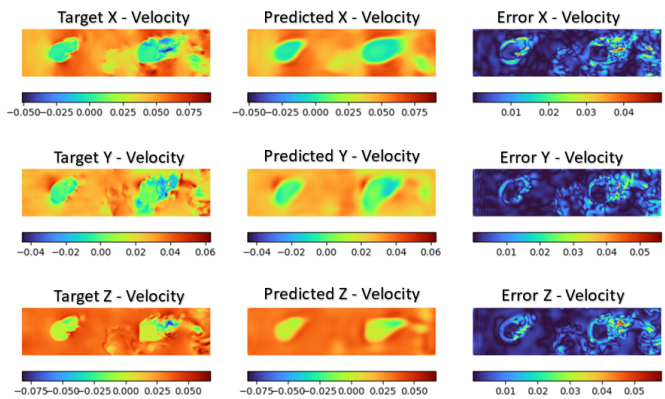 Target X - Velocity Predicted X - Velocity Error X - Velocity
−0.050 −0.025 0.000 0.025 0.050 0.075 −0.050 −0.025 0.000 0.025 0.050 0.075 0.01 0.02 0.03 0.04
Target Y - Velocity Predicted Y - Velocity Error Y - Velocity
−0.04 −0.02 0.00 0.02 0.04 0.06 −0.04 −0.02 0.00 0.02 0.04 0.06 0.01 0.02 0.03 0.04 0.05
Target Z - Velocity Predicted Z - Velocity Error Z - Velocity
−0.075 −0.050 −0.025 0.000 0.025 0.050 −0.075 −0.050 −0.025 0.000 0.025 0.050 0.01 0.02 0.03 0.04 0.05 0.06